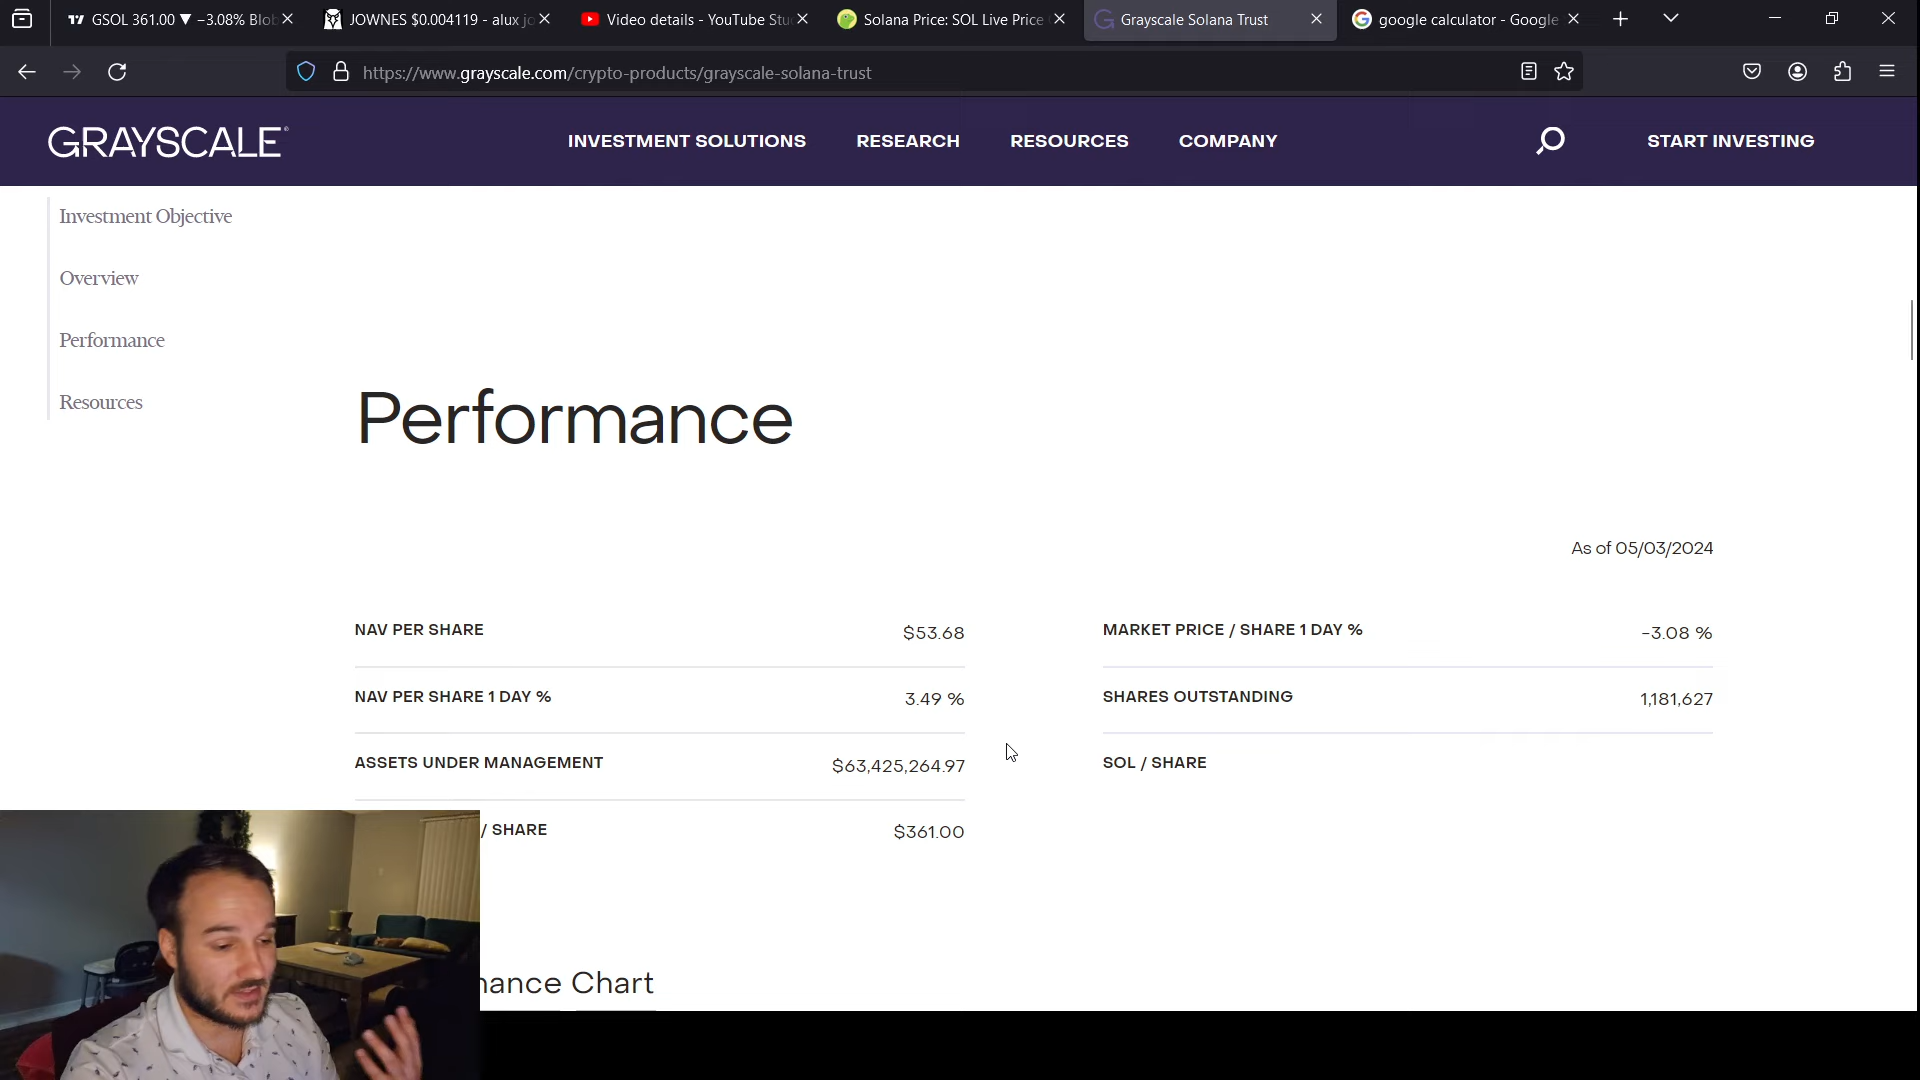 GSOL 361.00 ▼ −3.08% Blob
JOWNES $0.004119 - alux jo
Video details - YouTube Stu
Solana Price: SOL Live Price
Grayscale Solana Trust
google calculator - Google
https://www.grayscale.com/crypto-products/grayscale-solana-trust
GRAYSCALE
INVESTMENT SOLUTIONS
RESEARCH
RESOURCES
COMPANY
START INVESTING
Investment Objective
Overview
Performance
Resources
Performance
As of 05/03/2024
NAV PER SHARE $53.68
MARKET PRICE / SHARE 1 DAY % -3.08 %
NAV PER SHARE 1 DAY % 3.49 %
SHARES OUTSTANDING 1,181,627
ASSETS UNDER MANAGEMENT $63,425,264.97
SOL / SHARE
/ SHARE $361.00
nance Chart